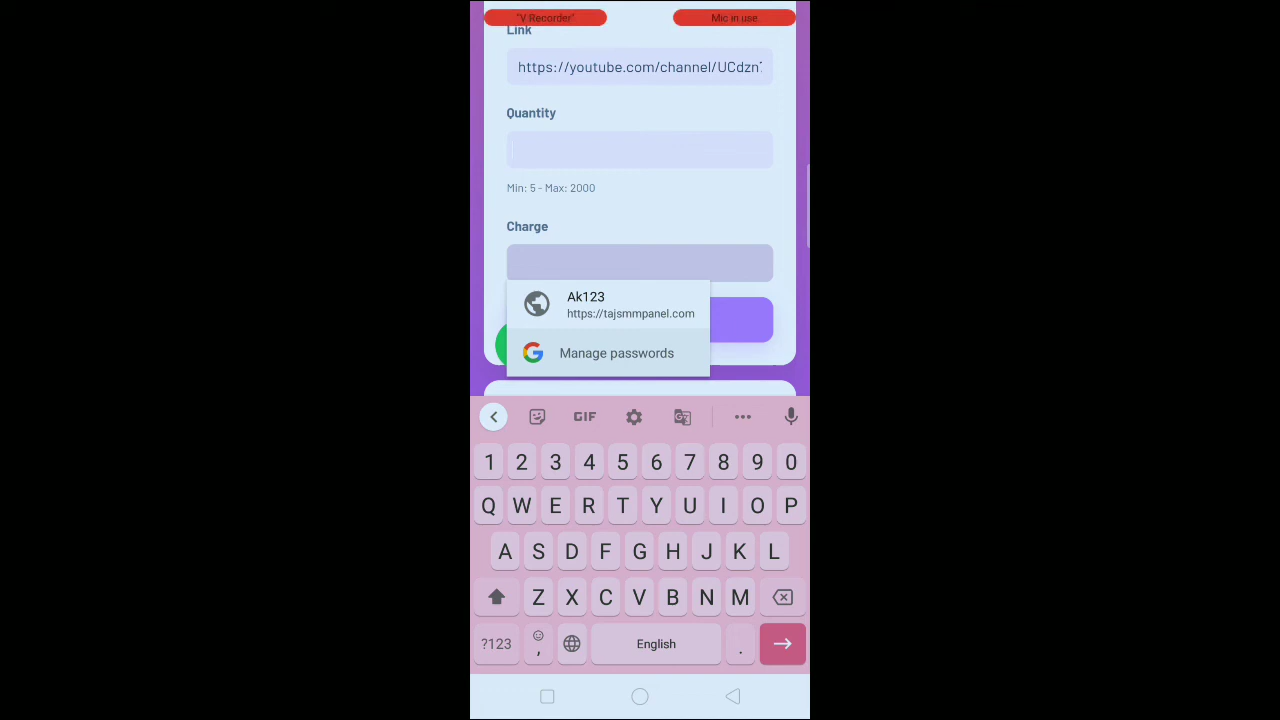 "V Recorder"
Mic in use
Link
https://youtube.com/channel/UCdzn
Quantity
Min: 5 - Max: 2000
Charge
Ak123
https://tajsmmpanel.com
Manage passwords
GIF
1 2 3 4 5 6 7 8 9 0
Q W E R T Y U I O P
A S D F G H J K L
Z X C V B N M
?123 , English .